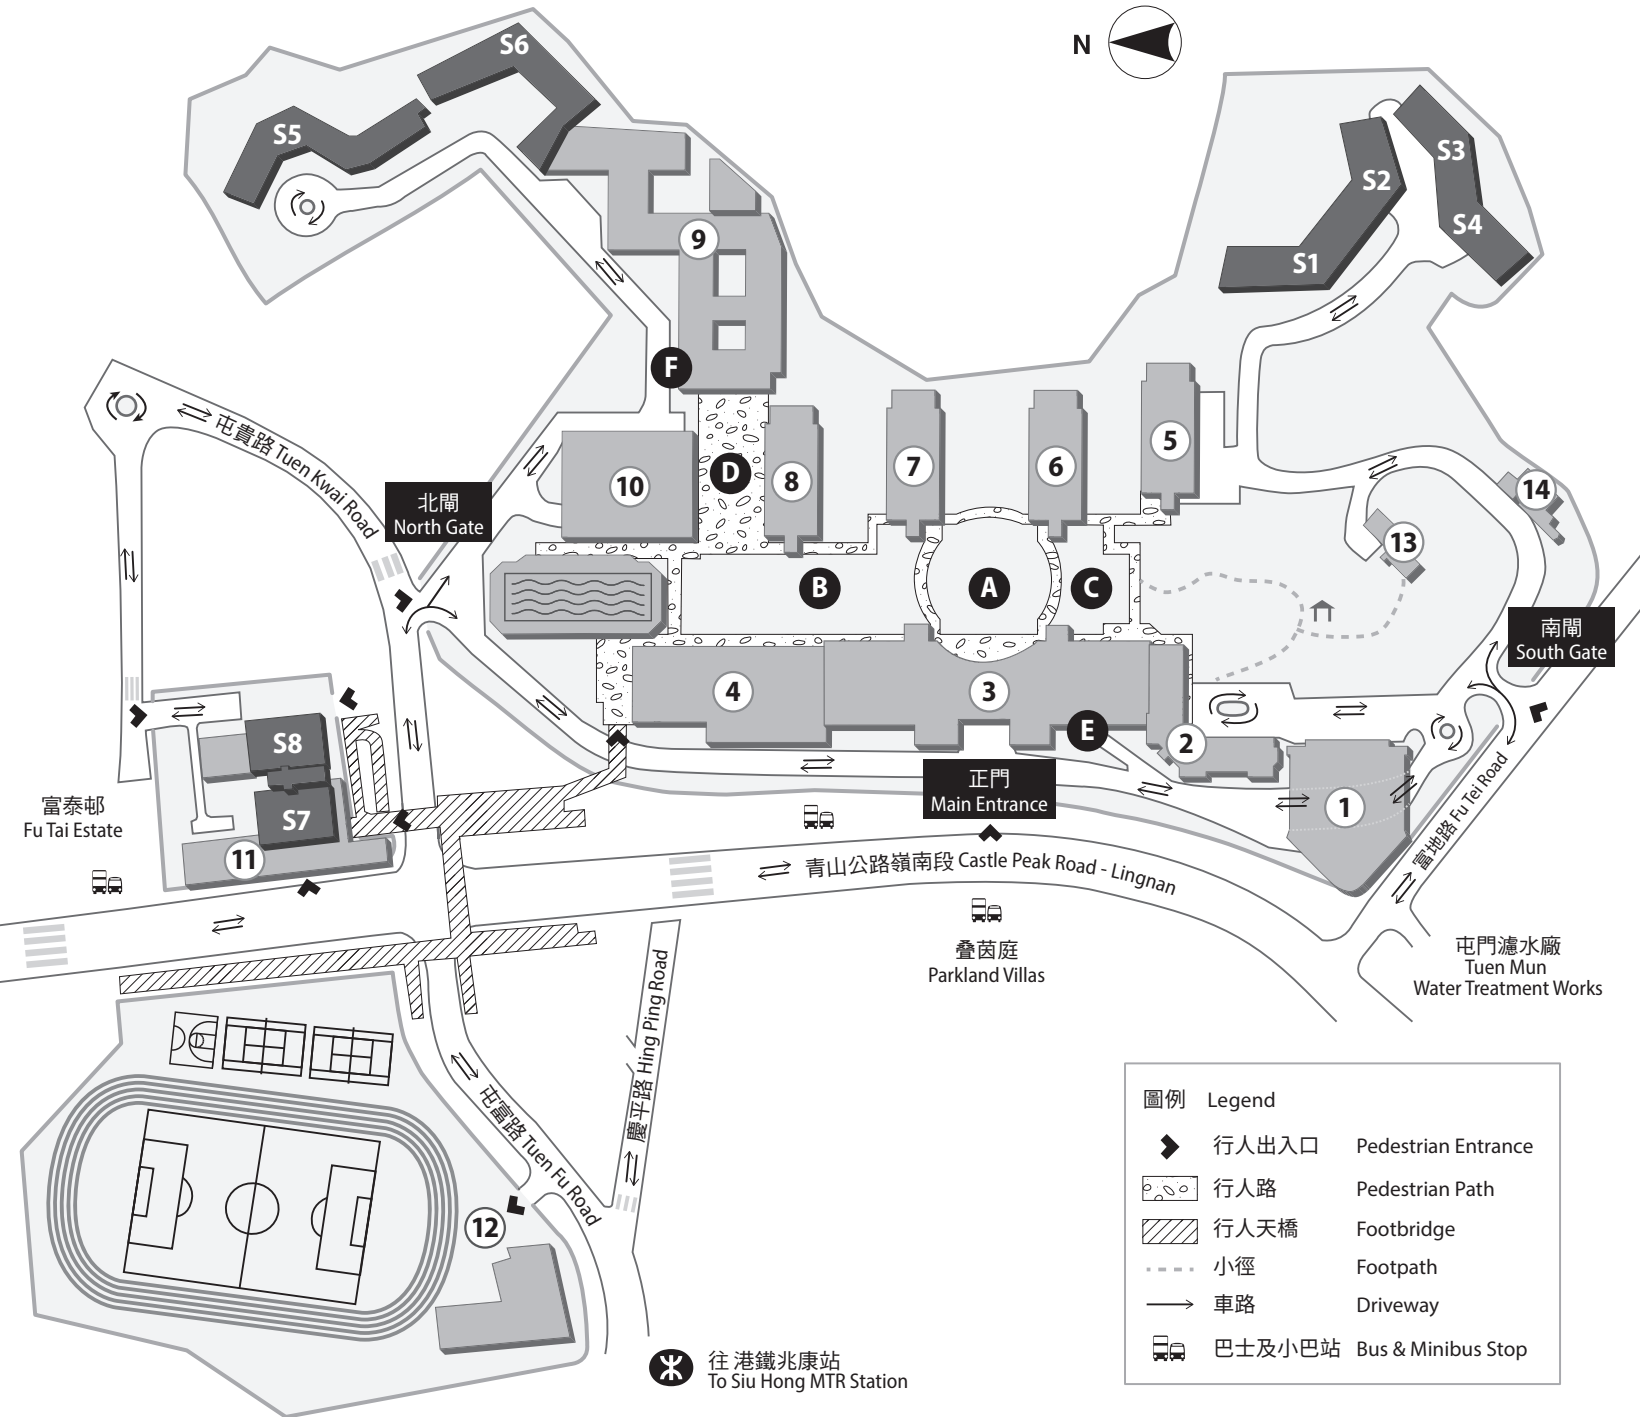 S6
N
S5
S3
S2
S4
S1
9
F
屯貴路 Tuen Kwai Road
北閘
North Gate
10
D
8
7
6
5
14
13
B
A
C
南閘
South Gate
4
3
E
2
S8
S7
11
富泰邨
Fu Tai Estate
正門
Main Entrance
1
富地路 Fu Tei Road
青山公路嶺南段 Castle Peak Road - Lingnan
叠茵庭
Parkland Villas
屯門濾水廠
Tuen Mun
Water Treatment Works
慶平路 Hing Ping Road
屯富路 Tuen Fu Road
12
往 港鐵兆康站
To Siu Hong MTR Station
圖例 Legend
行人出入口 Pedestrian Entrance
行人路 Pedestrian Path
行人天橋 Footbridge
小徑 Footpath
車路 Driveway
巴士及小巴站 Bus & Minibus Stop